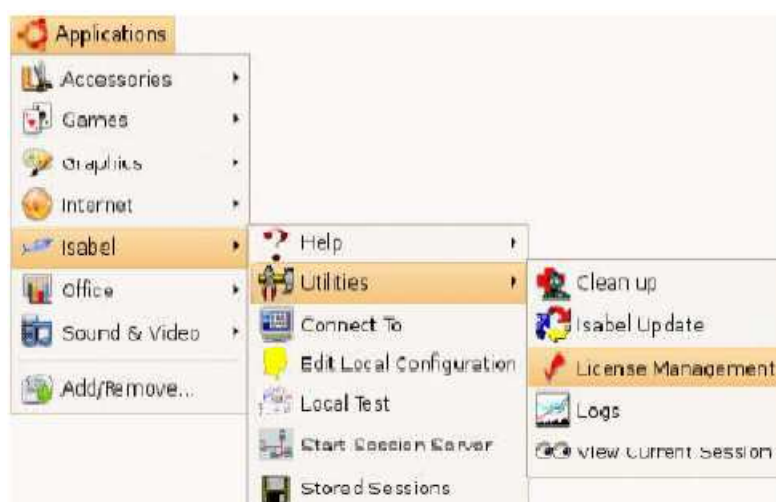 Applications
Accessories
Games
Graphics
Internet
Isabel
Office
Sound & Video
Add/Remove...
Help
Utilities
Connect To
Edit Local Configuration
Local Test
Start Session Server
Stored Sessions
Clean up
Isabel Update
License Management
Logs
View Current Session